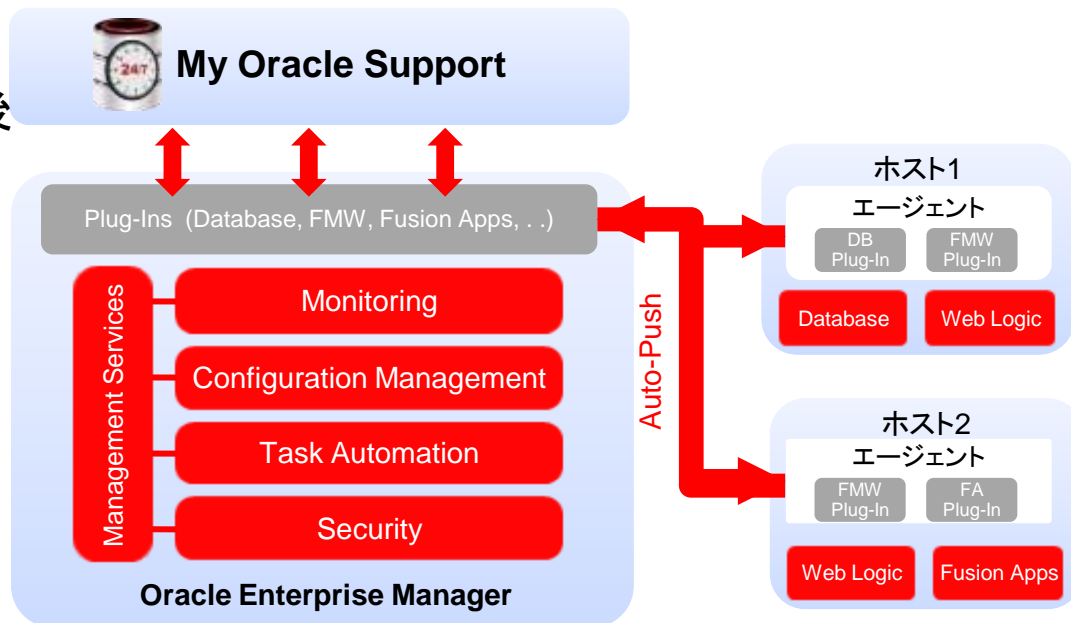 24/7
My Oracle Support
後
Plug-Ins (Database, FMW, Fusion Apps, . .)
Management Services
Monitoring
Configuration Management
Task Automation
Security
Oracle Enterprise Manager
Auto-Push
ホスト1
エージェント
DB
Plug-In
FMW
Plug-In
Database
Web Logic
ホスト2
エージェント
FMW
Plug-In
FA
Plug-In
Web Logic
Fusion Apps